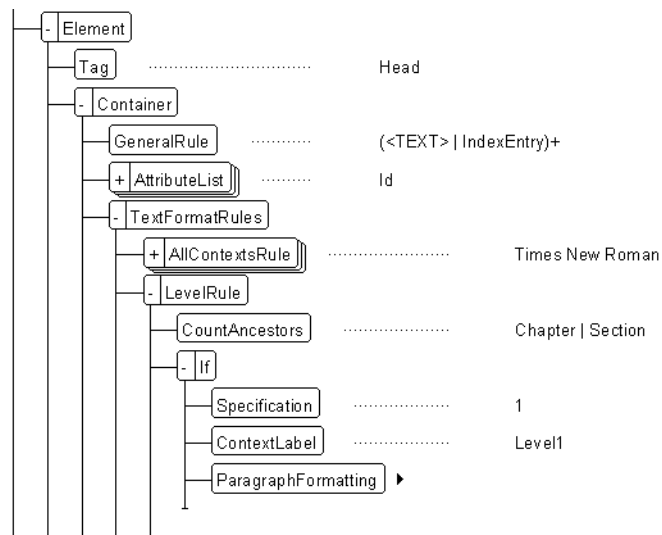 - Element
Tag Head
- Container
GeneralRule (<TEXT> | IndexEntry)+
+ AttributeList Id
- TextFormatRules
+ AllContextsRule Times New Roman
- LevelRule
CountAncestors Chapter | Section
- If
Specification 1
ContextLabel Level1
ParagraphFormatting